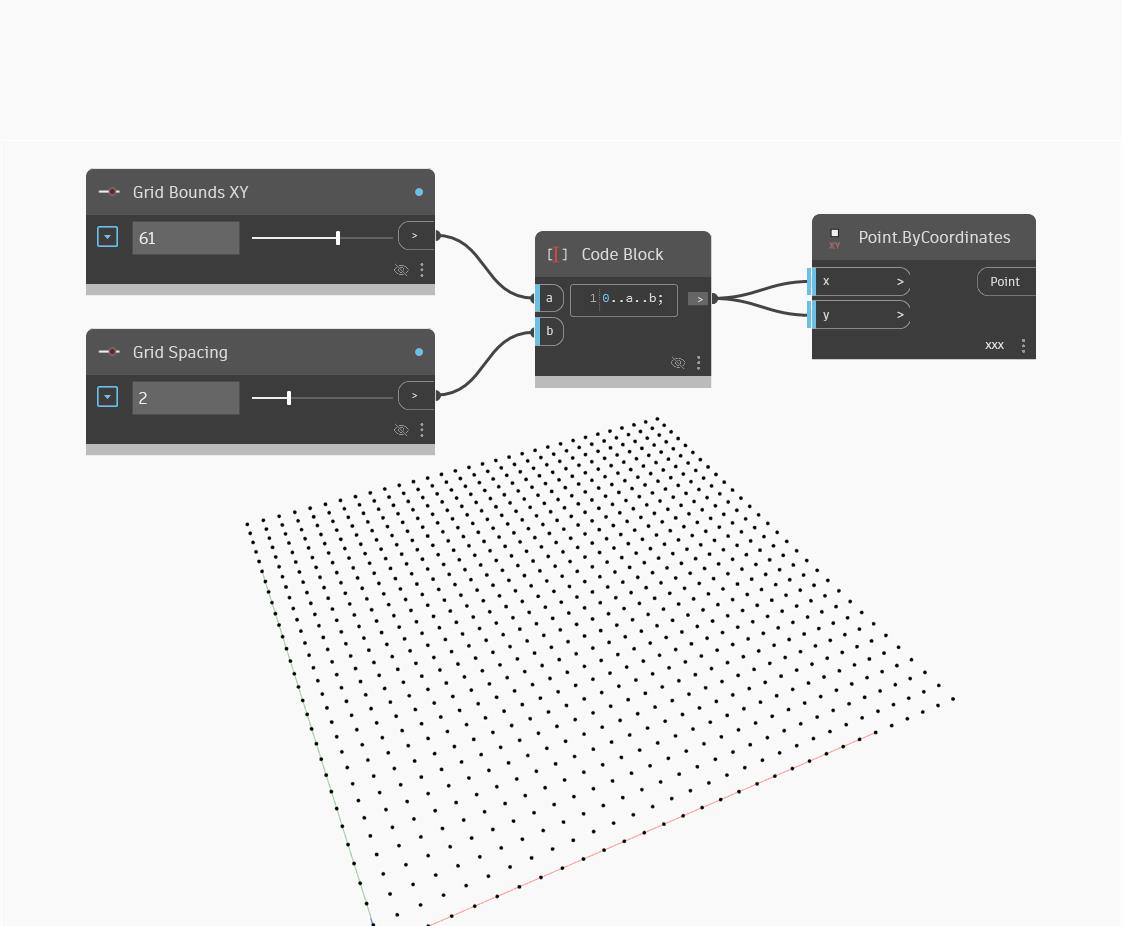 Grid Bounds XY
61
>
Grid Spacing
2
>
[I] Code Block
a
1 0..a..b;
>
b
XY
Point.ByCoordinates
x >
Point
y >
xxx